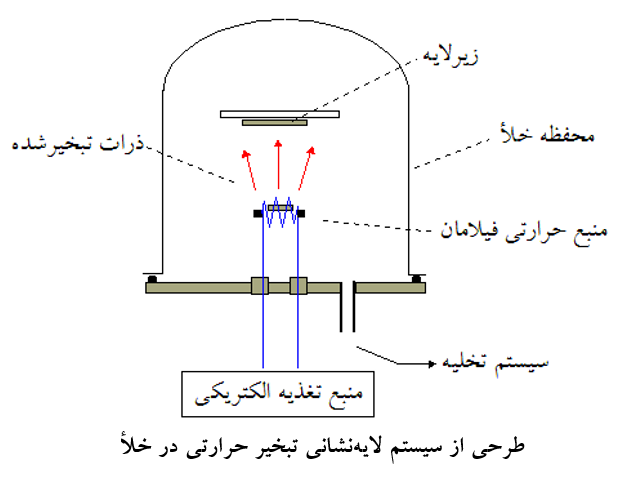 زیرلایه
محفظه خلأ
ذرات تبخیرشده
منبع حرارتی فیلامان
سیستم تخلیه
منبع تغذیه الکتریکی
طرحی از سیستم لایه‌نشانی تبخیر حرارتی در خلأ